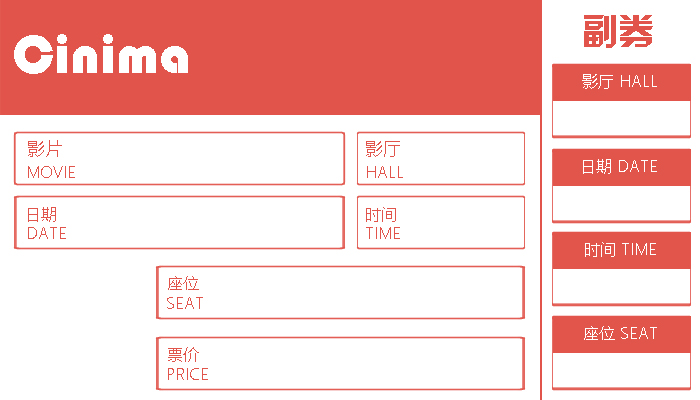 Cinima
影片
MOVIE
影厅
HALL
日期
DATE
时间
TIME
座位
SEAT
票价
PRICE
副券
影厅 HALL
日期 DATE
时间 TIME
座位 SEAT